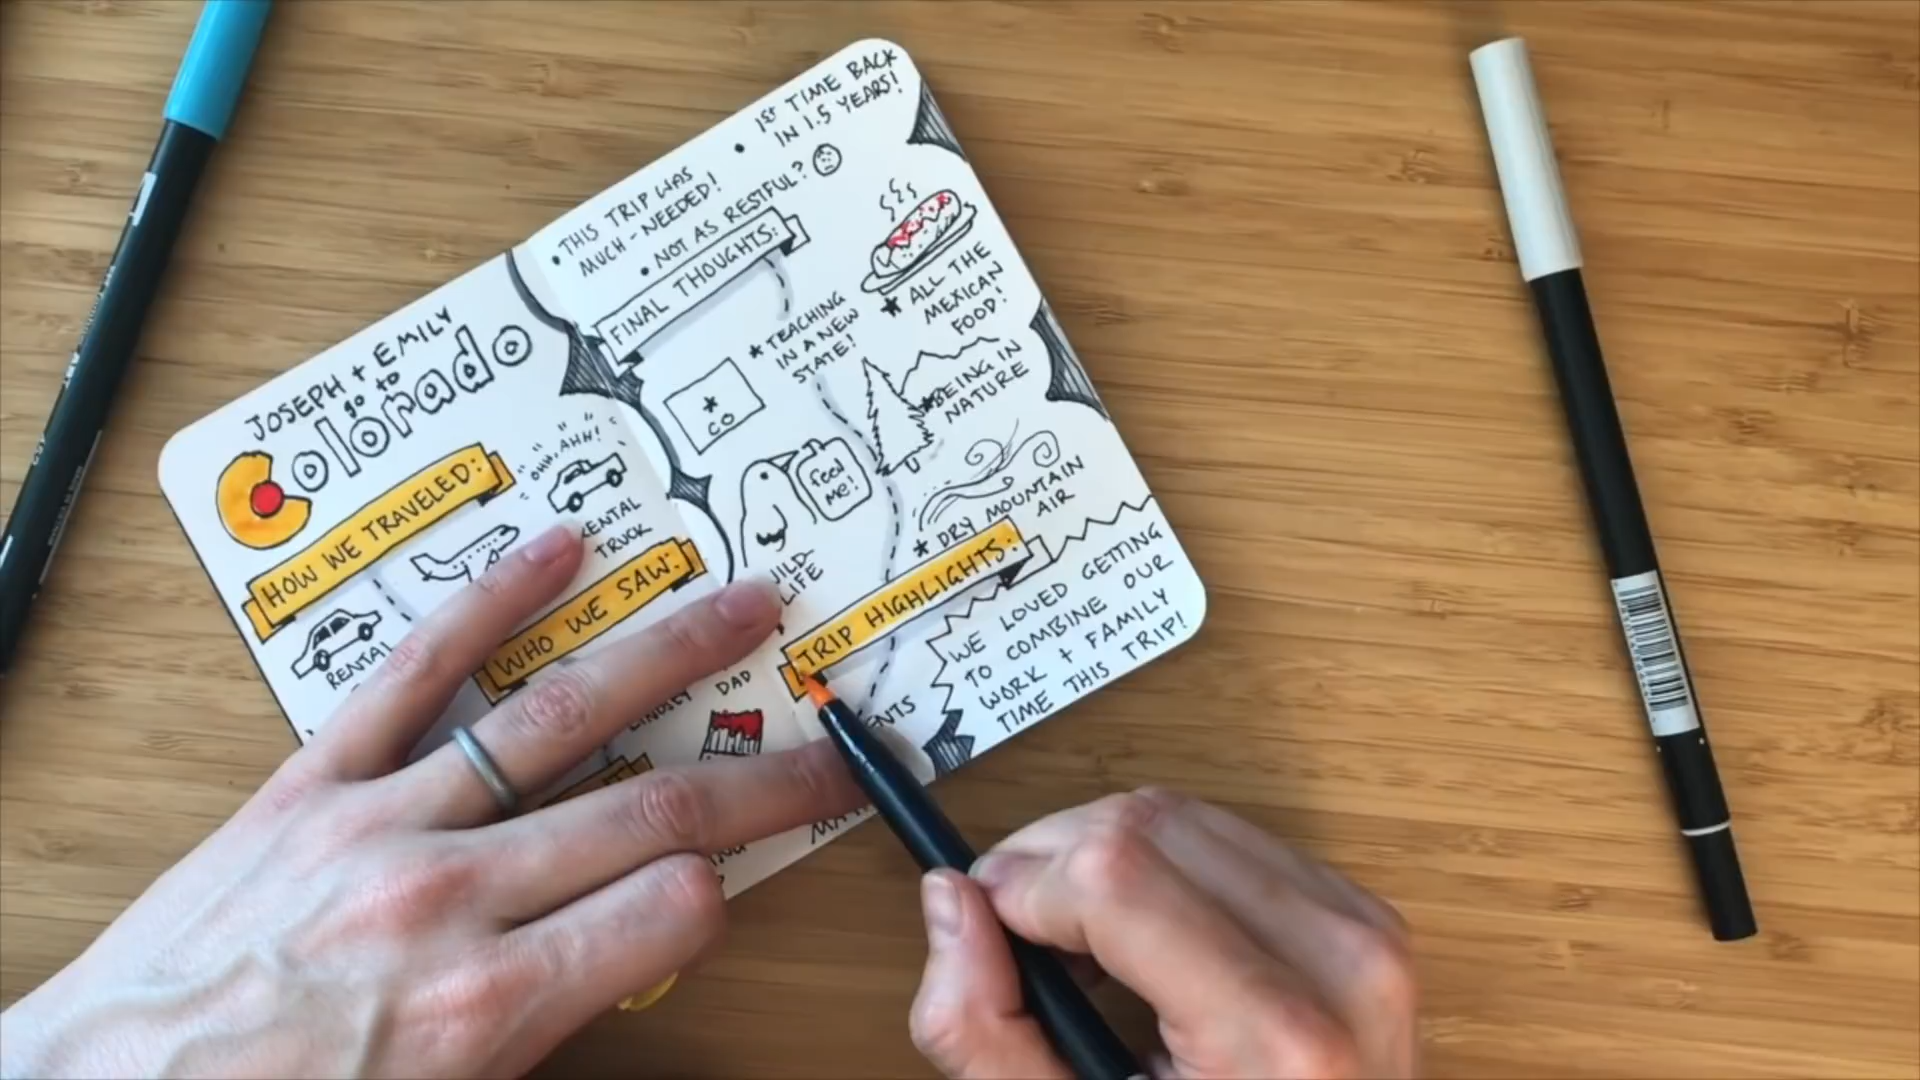 JOSEPH + EMILY
go to
Colorado
HOW WE TRAVELED:
"OHH, AHH!"
RENTAL
TRUCK
RENTAL
WHO WE SAW:
DAD
• THIS TRIP WAS
MUCH-NEEDED!
• 1st TIME BACK
IN 1.5 YEARS!
• NOT AS RESTFUL?
FINAL THOUGHTS:
* TEACHING
IN A NEW
STATE!
* ALL THE
MEXICAN
FOOD!
* CO
*BEING IN
NATURE
feed
me!
* DRY MOUNTAIN
AIR
LIFE
TRIP HIGHLIGHTS:
WE LOVED GETTING
TO COMBINE OUR
WORK + FAMILY
TIME THIS TRIP!